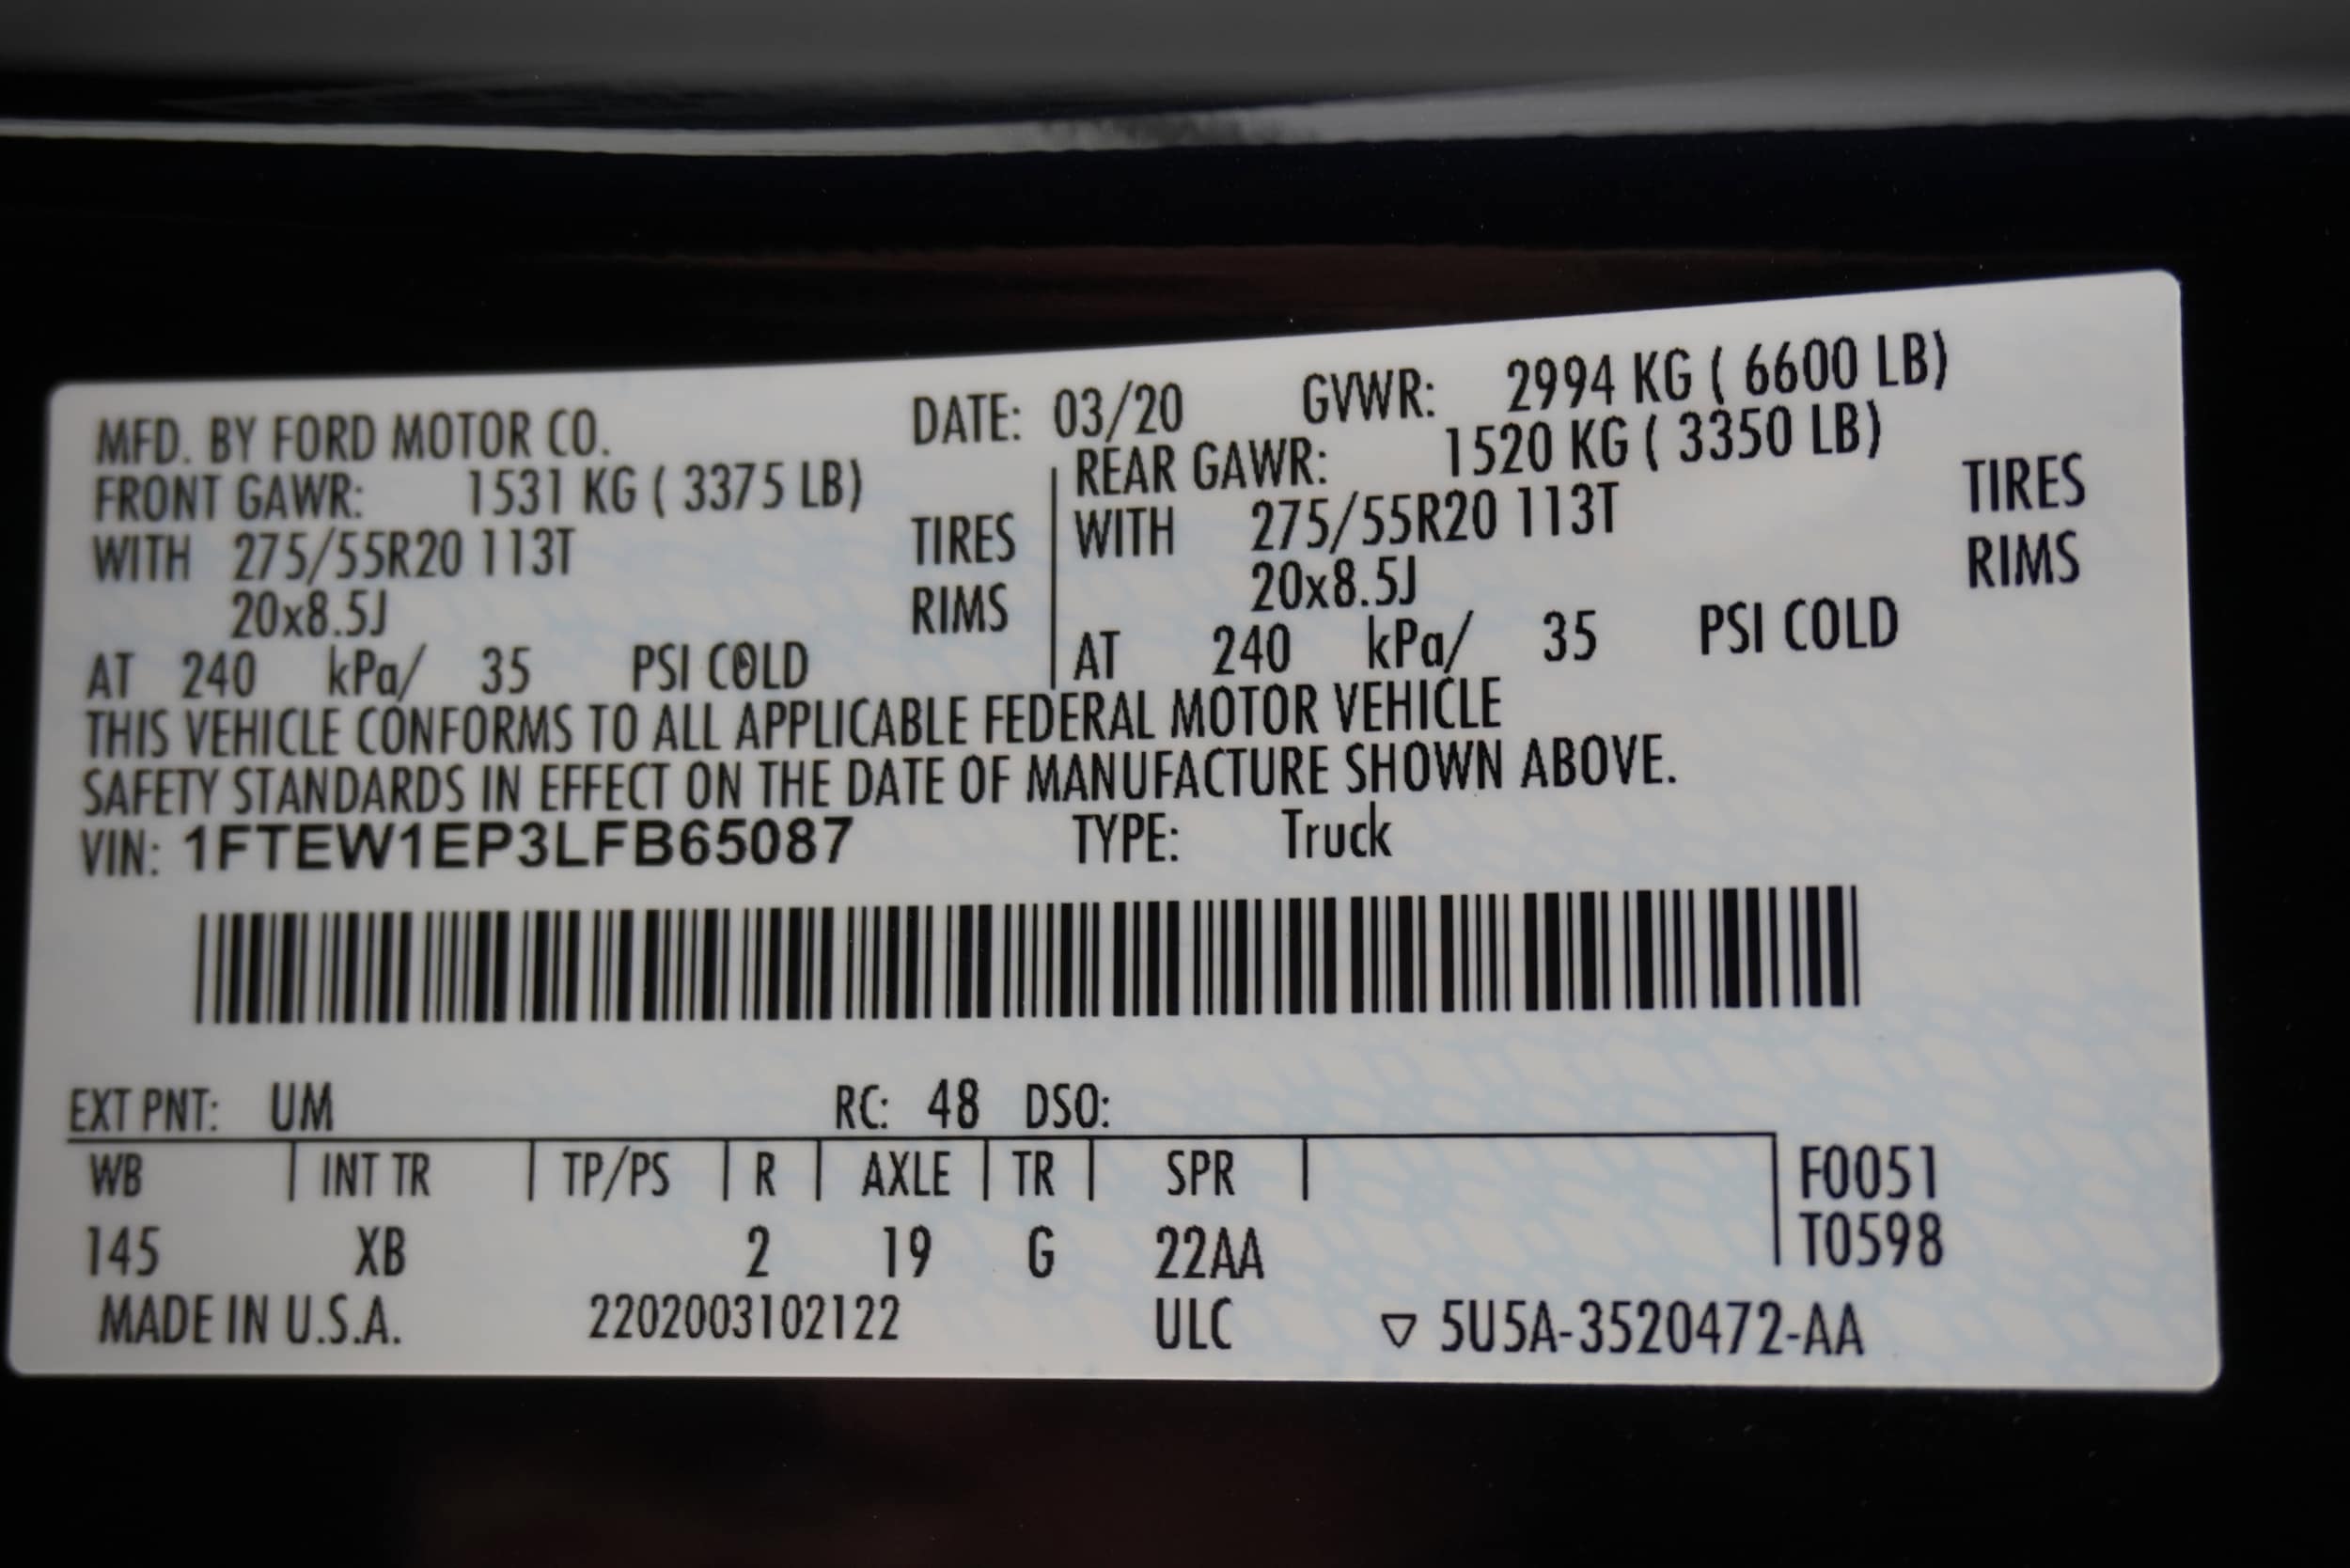 MFD. BY FORD MOTOR CO. DATE: 03/20 GVWR: 2994 KG ( 6600 LB)
FRONT GAWR: 1531 KG ( 3375 LB) REAR GAWR: 1520 KG ( 3350 LB)
WITH 275/55R20 113T TIRES WITH 275/55R20 113T TIRES
20x8.5J RIMS 20x8.5J RIMS
AT 240 kPa/ 35 PSI COLD AT 240 kPa/ 35 PSI COLD
THIS VEHICLE CONFORMS TO ALL APPLICABLE FEDERAL MOTOR VEHICLE
SAFETY STANDARDS IN EFFECT ON THE DATE OF MANUFACTURE SHOWN ABOVE.
VIN: 1FTEW1EP3LFB65087 TYPE: Truck
EXT PNT: UM RC: 48 DSO:
WB INT TR TP/PS R AXLE TR SPR F0051
145 XB 2 19 G 22AA T0598
MADE IN U.S.A. 2202003102122 ULC ▽ 5U5A-3520472-AA